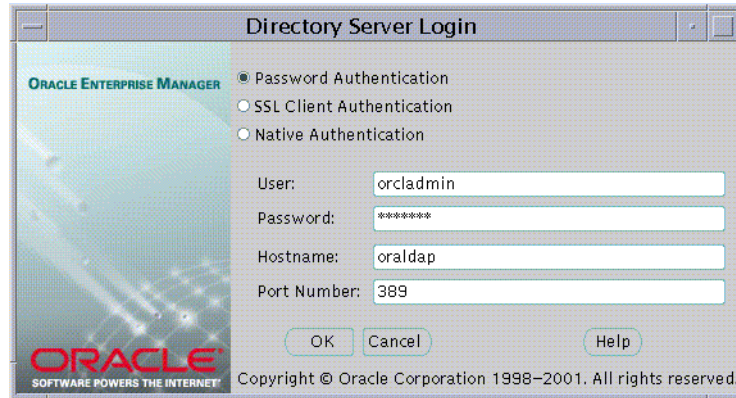 Directory Server Login
ORACLE ENTERPRISE MANAGER
Password Authentication
SSL Client Authentication
Native Authentication
User: orcladmin
Password: *******
Hostname: oraldap
Port Number: 389
OK Cancel Help
ORACLE
SOFTWARE POWERS THE INTERNET™
Copyright © Oracle Corporation 1998–2001. All rights reserved.